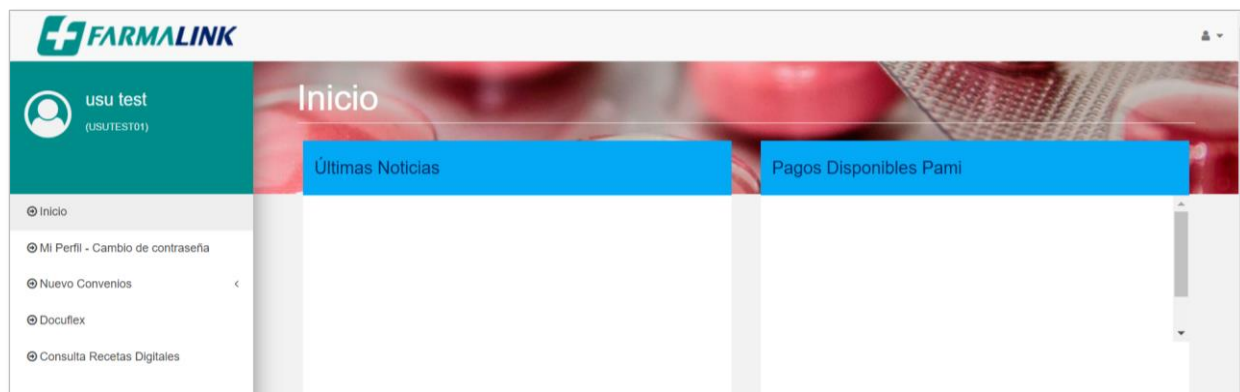 FARMALINK
usu test
(USUTEST01)
Inicio
Últimas Noticias
Pagos Disponibles Pami
Inicio
Mi Perfil - Cambio de contraseña
Nuevo Convenios
Docuflex
Consulta Recetas Digitales